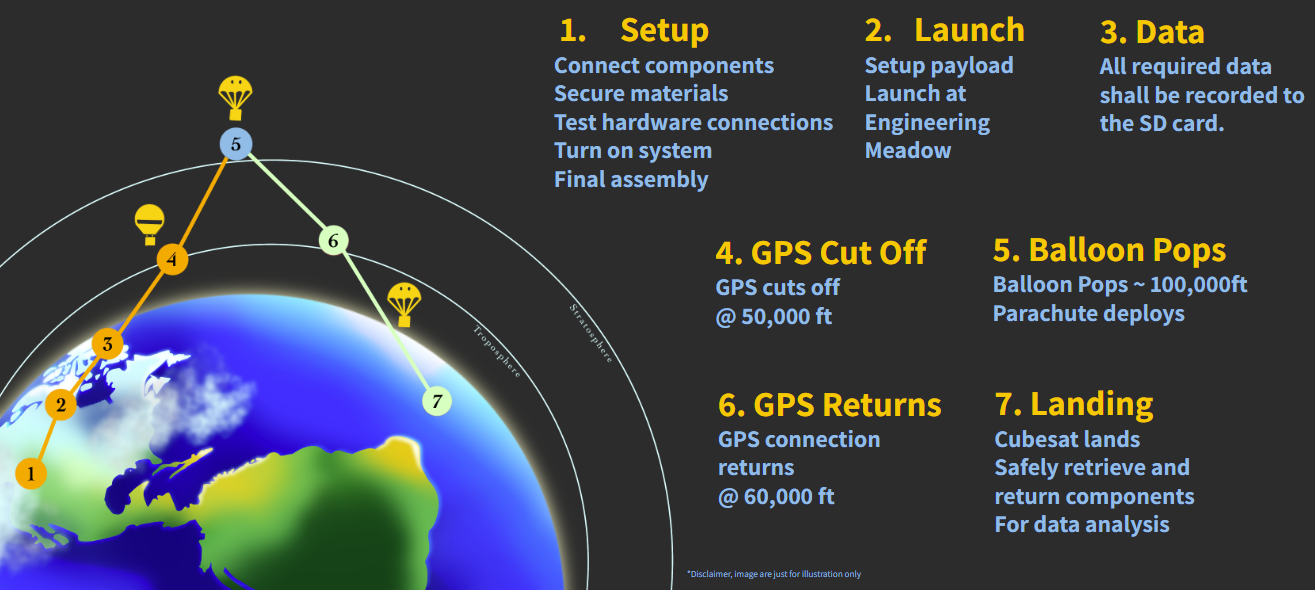 1. Setup
Connect components
Secure materials
Test hardware connections
Turn on system
Final assembly
2. Launch
Setup payload
Launch at
Engineering
Meadow
3. Data
All required data
shall be recorded to
the SD card.
4. GPS Cut Off
GPS cuts off
@ 50,000 ft
5. Balloon Pops
Balloon Pops ~ 100,000ft
Parachute deploys
6. GPS Returns
GPS connection
returns
@ 60,000 ft
7. Landing
Cubesat lands
Safely retrieve and
return components
For data analysis
5
4
6
3
2
7
1
Troposphere
Stratosphere
*Disclaimer, image are just for illustration only